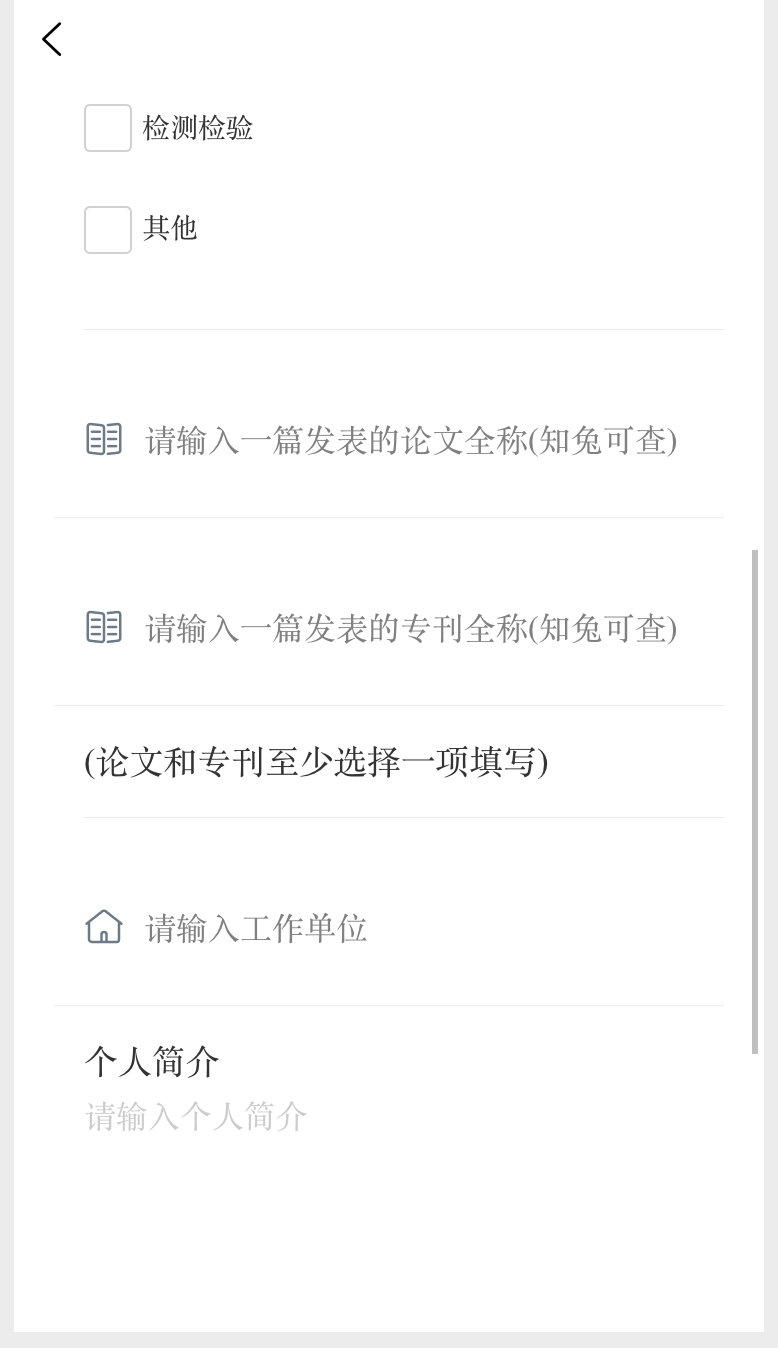 检测检验
其他
请输入一篇发表的论文全称(知兔可查)
请输入一篇发表的专刊全称(知兔可查)
(论文和专刊至少选择一项填写)
请输入工作单位
个人简介
请输入个人简介